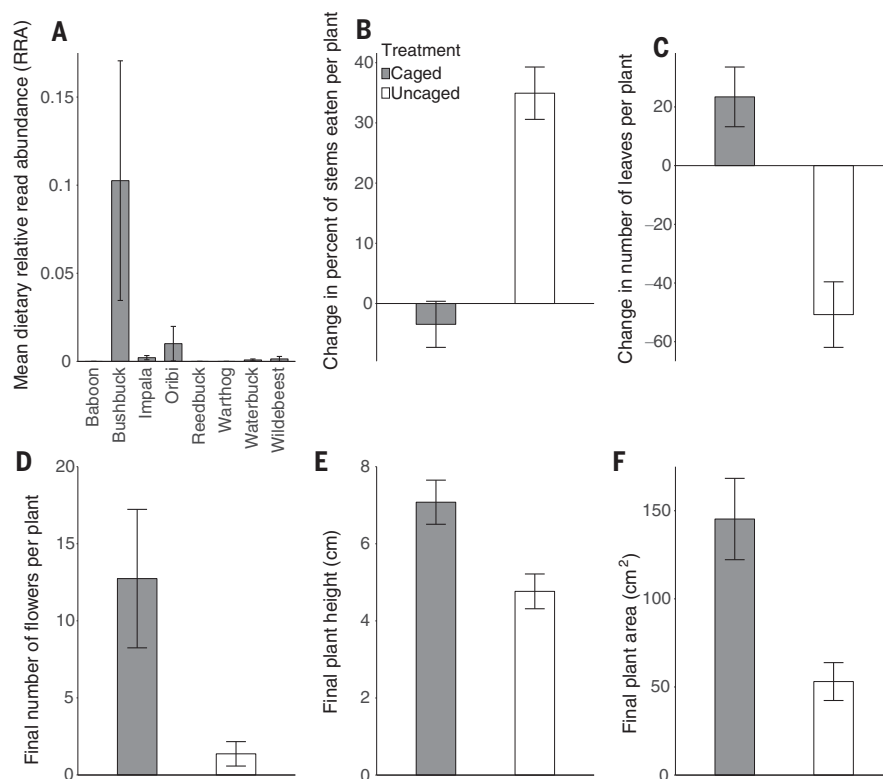 A
Mean dietary relative read abundance (RRA)
0.15
0.1
0.05
0
Baboon
Bushbuck
Impala
Oribi
Reedbuck
Warthog
Waterbuck
Wildebeest
B
Change in percent of stems eaten per plant
Treatment
Caged
Uncaged
40
30
20
10
0
C
Change in number of leaves per plant
20
0
−20
−40
−60
D
Final number of flowers per plant
20
15
10
5
0
E
Final plant height (cm)
8
6
4
2
0
F
Final plant area (cm²)
150
100
50
0